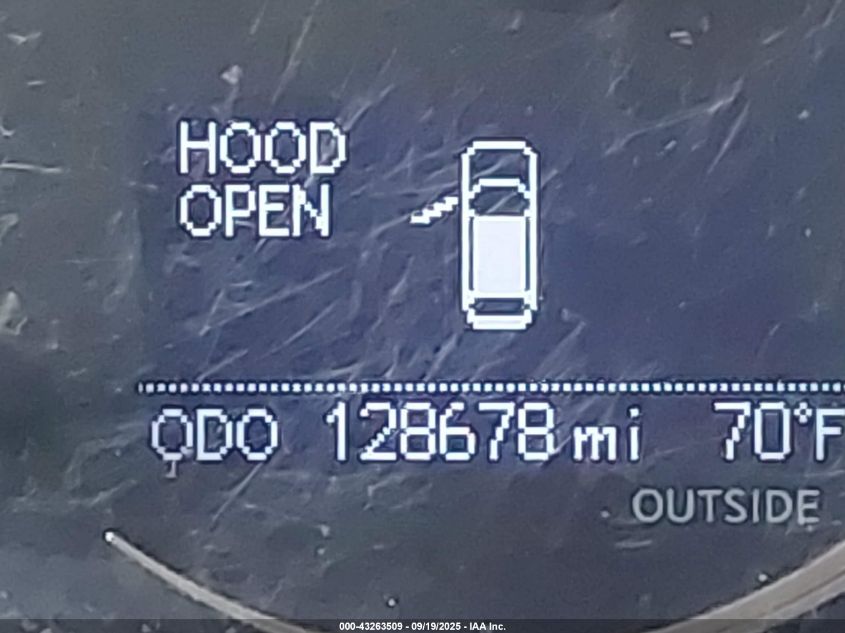 HOOD
OPEN
ODO 128678 mi 70°F
OUTSIDE
000-43263509 - 09/19/2025 - IAA Inc.